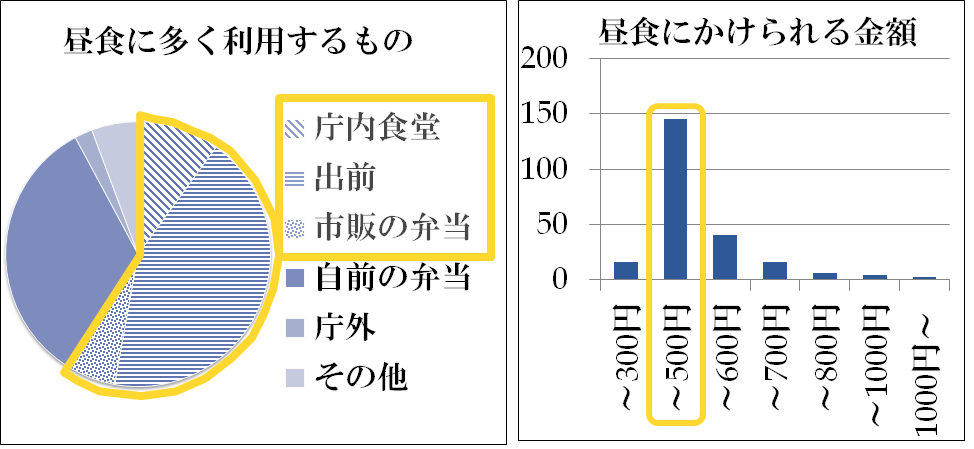 昼食に多く利用するもの
庁内食堂
出前
市販の弁当
自前の弁当
庁外
その他
昼食にかけられる金額
200
150
100
50
0
～300円
～500円
～600円
～700円
～800円
～1000円
1000円～